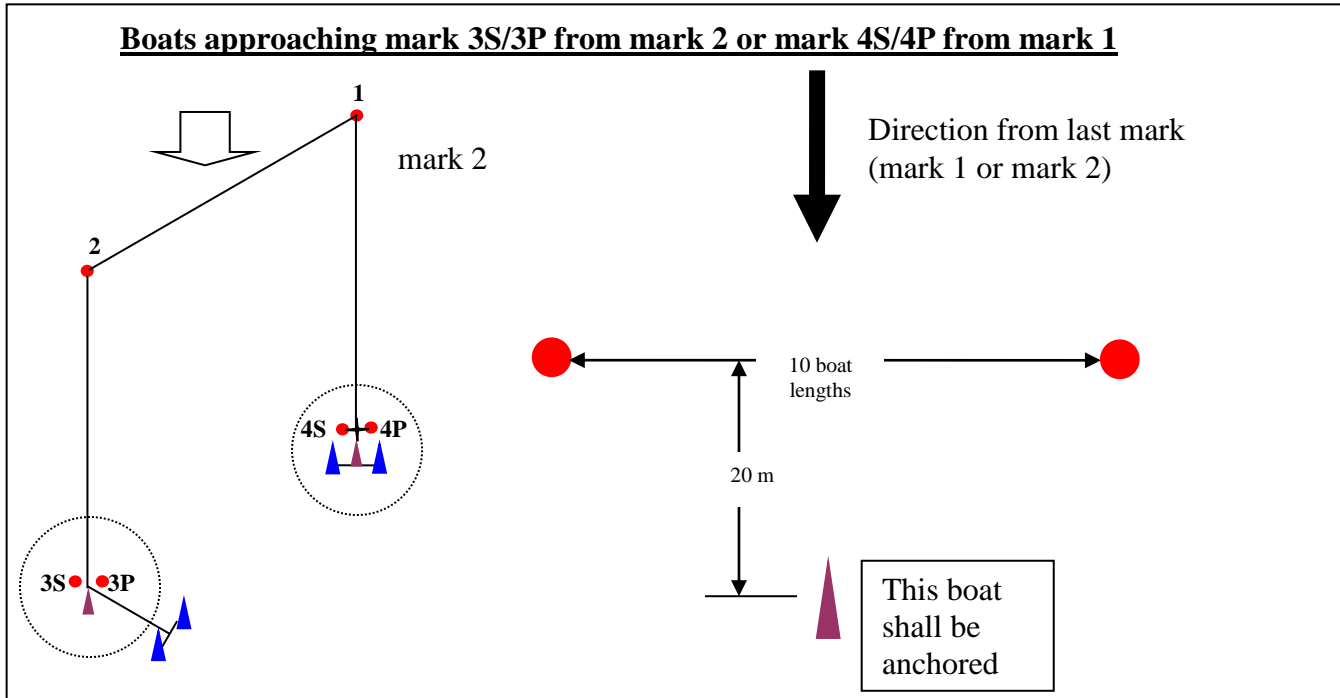 Boats approaching mark 3S/3P from mark 2 or mark 4S/4P from mark 1
1
mark 2
2
4S 4P
3S 3P
Direction from last mark
(mark 1 or mark 2)
10 boat
lengths
20 m
This boat
shall be
anchored